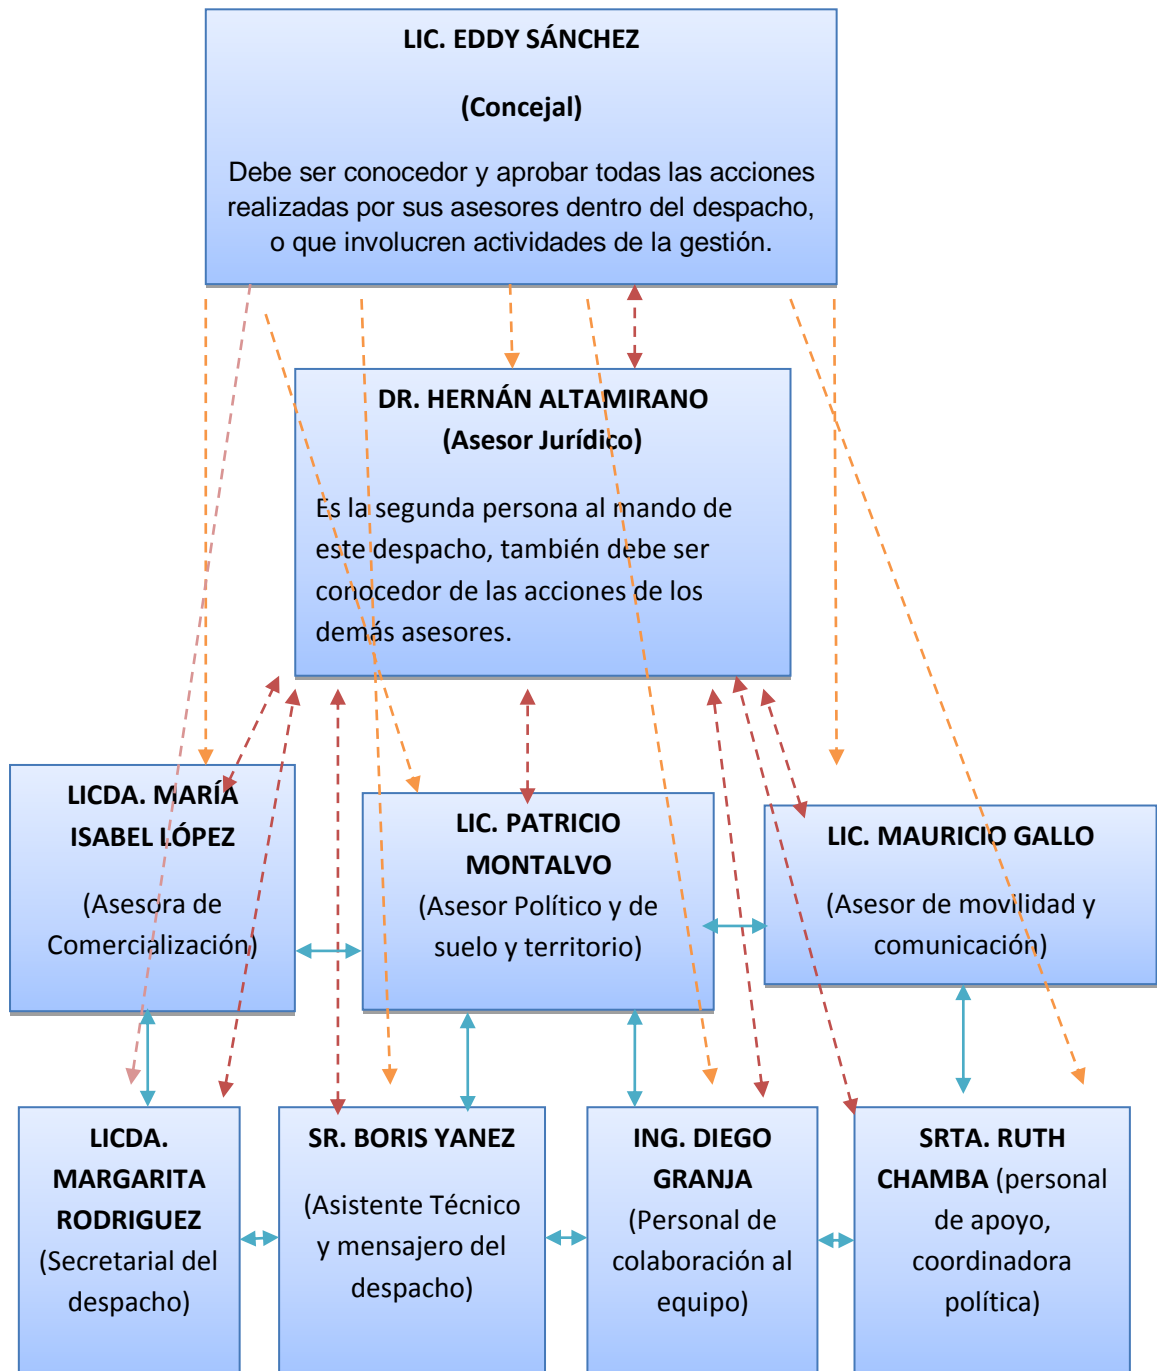 LIC. EDDY SÁNCHEZ
(Concejal)
Debe ser conocedor y aprobar todas las acciones
realizadas por sus asesores dentro del despacho,
o que involucren actividades de la gestión.
DR. HERNÁN ALTAMIRANO
(Asesor Jurídico)
Es la segunda persona al mando de
este despacho, también debe ser
conocedor de las acciones de los
demás asesores.
LICDA. MARÍA
ISABEL LÓPEZ
(Asesora de
Comercialización)
LIC. PATRICIO
MONTALVO
(Asesor Político y de
suelo y territorio)
LIC. MAURICIO GALLO
(Asesor de movilidad y
comunicación)
LICDA.
MARGARITA
RODRIGUEZ
(Secretarial del
despacho)
SR. BORIS YANEZ
(Asistente Técnico
y mensajero del
despacho)
ING. DIEGO
GRANJA
(Personal de
colaboración al
equipo)
SRTA. RUTH
CHAMBA (personal
de apoyo,
coordinadora
política)